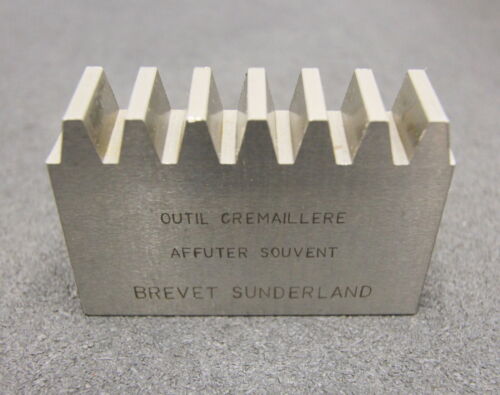 OUTIL CREMAILLERE
AFFUTER SOUVENT
BREVET SUNDERLAND